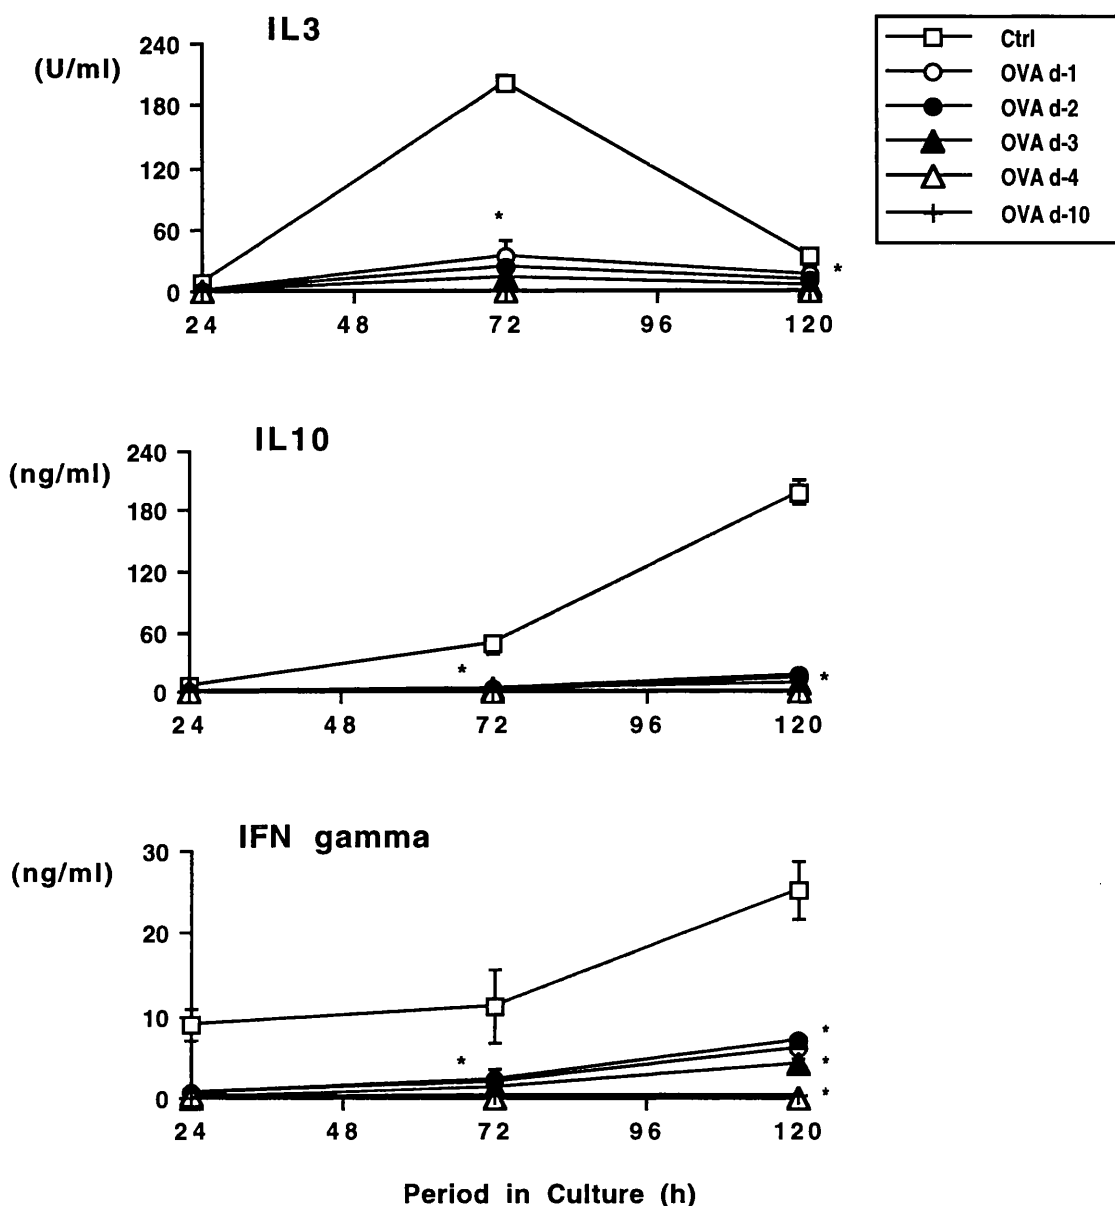 IL3
(U/ml)
240
180
120
60
0
24 48 72 96 120
*
*
Ctrl
OVA d-1
OVA d-2
OVA d-3
OVA d-4
OVA d-10
IL10
(ng/ml)
240
180
120
60
0
24 48 72 96 120
*
*
IFN gamma
(ng/ml)
30
20
10
0
24 48 72 96 120
*
*
*
*
Period in Culture (h)